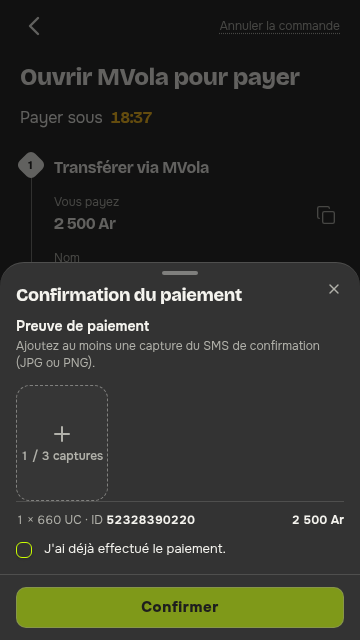 Annuler la commande
Ouvrir MVola pour payer
Payer sous 18:37
1
Transférer via MVola
Vous payez
2 500 Ar
Nom
Confirmation du paiement
Preuve de paiement
Ajoutez au moins une capture du SMS de confirmation
(JPG ou PNG).
1 / 3 captures
1 × 660 UC · ID 52328390220 2 500 Ar
J'ai déjà effectué le paiement.
Confirmer